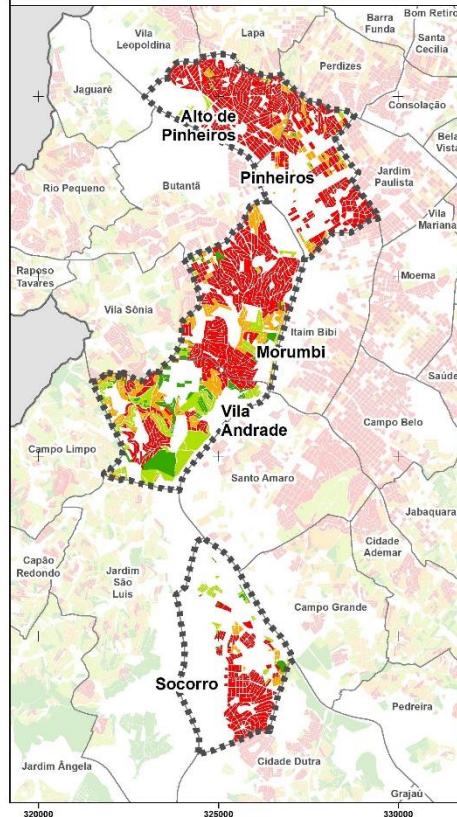 Bom Retiro
Barra
Funda
Vila
Leopoldina
Lapa
Santa
Cecilia
Perdizes
Jaguaré
Consolação
Alto de
Pinheiros
Bela
Vista
Pinheiros
Jardim
Paulista
Rio Pequeno
Butantã
Vila
Mariana
Moema
Raposo
Tavares
Vila Sônia
Itaim Bibi
Morumbi
Saúde
Vila
Andrade
Campo Belo
Campo Limpo
Santo Amaro
Jabaquara
Cidade
Ademar
Capão
Redondo
Jardim
São
Luis
Campo Grande
Socorro
Pedreira
Cidade Dutra
Jardim Ângela
Grajaú
320000
325000
330000